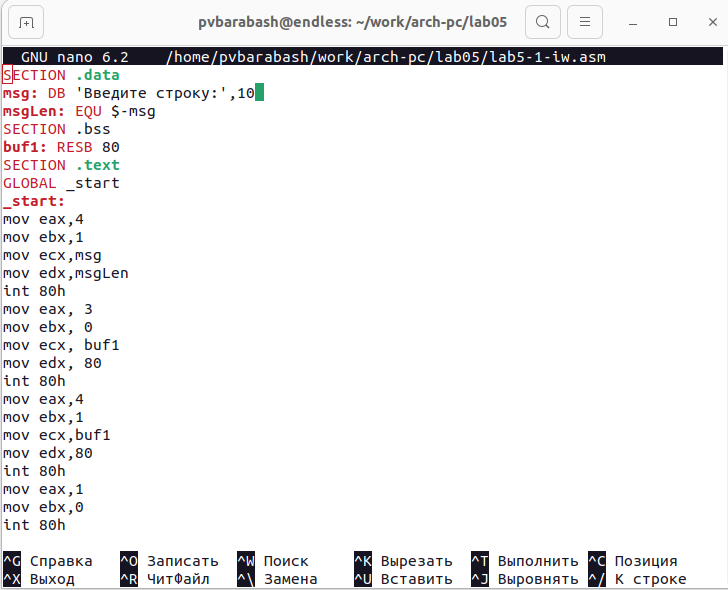 pvbarabash@endless: ~/work/arch-pc/lab05
GNU nano 6.2 /home/pvbarabash/work/arch-pc/lab05/lab5-1-iw.asm
SECTION .data
msg: DB 'Введите строку:',10
msgLen: EQU $-msg
SECTION .bss
buf1: RESB 80
SECTION .text
GLOBAL _start
_start:
mov eax,4
mov ebx,1
mov ecx,msg
mov edx,msgLen
int 80h
mov eax, 3
mov ebx, 0
mov ecx, buf1
mov edx, 80
int 80h
mov eax,4
mov ebx,1
mov ecx,buf1
mov edx,80
int 80h
mov eax,1
mov ebx,0
int 80h
^G Справка ^O Записать ^W Поиск ^K Вырезать ^T Выполнить ^C Позиция
^X Выход ^R ЧитФайл ^\ Замена ^U Вставить ^J Выровнять ^/ К строке